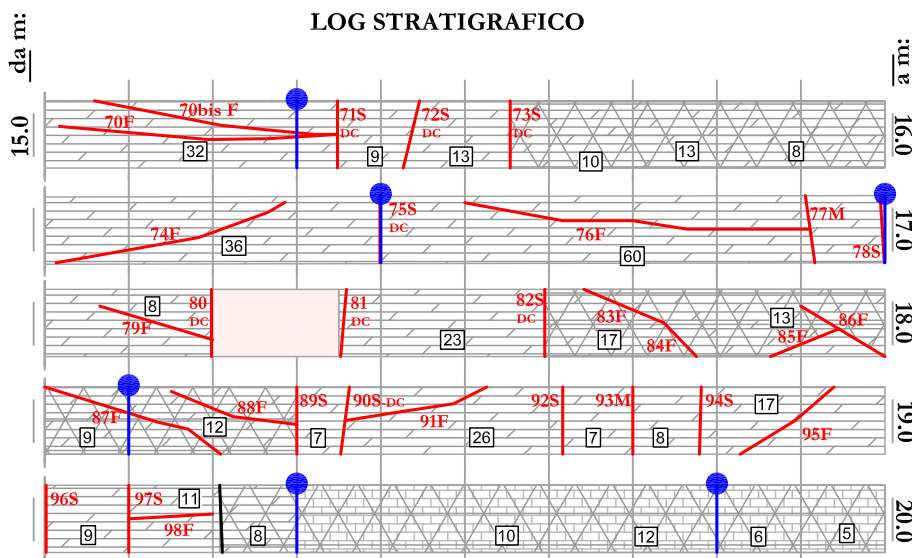 LOG STRATIGRAFICO
da m:
a m:
15.0
70F
70bis F
32
71S
DC
9
72S
DC
13
73S
DC
10
13
8
16.0
74F
36
75S
DC
76F
60
77M
78S
17.0
8
79F
80
DC
81
DC
23
82S
DC
83F
17
84F
13
85F
86F
18.0
87F
9
88F
12
89S
7
90S-DC
91F
26
92S
7
93M
8
94S
17
95F
19.0
96S
9
97S
11
98F
8
10
12
6
5
20.0